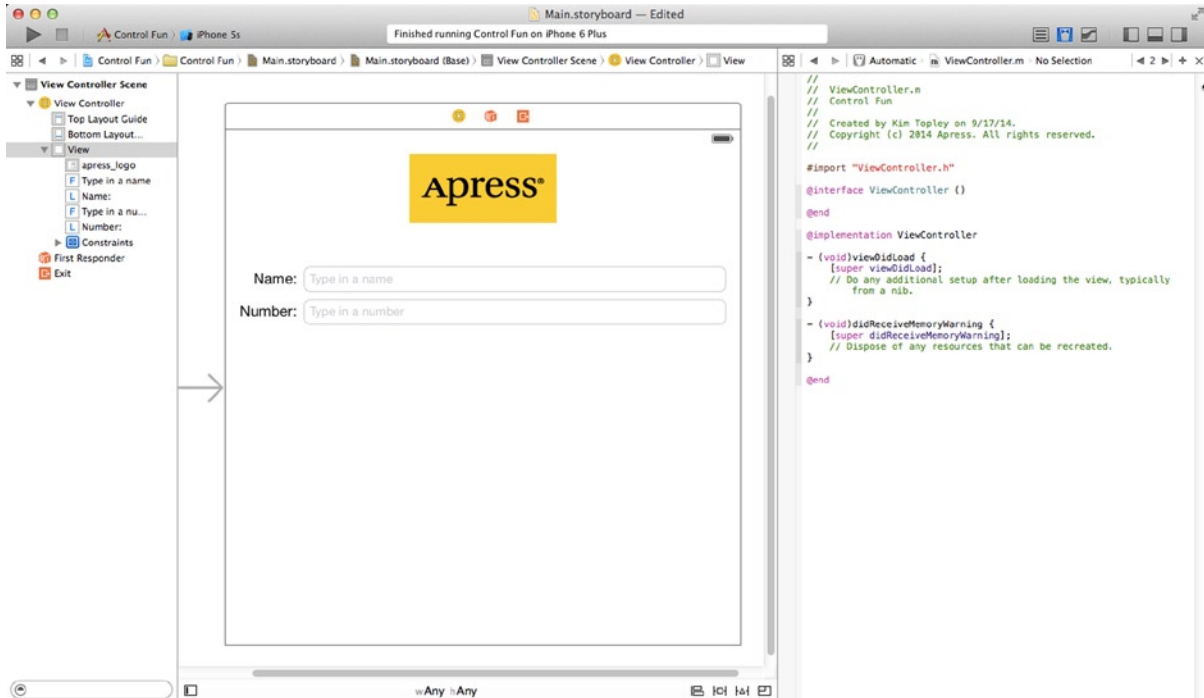 Main.storyboard — Edited
Control Fun 〉 iPhone 5s
Finished running Control Fun on iPhone 6 Plus
Control Fun 〉 Control Fun 〉 Main.storyboard 〉 Main.storyboard (Base) 〉 View Controller Scene 〉 View Controller 〉 View
Automatic 〉 ViewController.m 〉 No Selection
2
View Controller Scene
View Controller
Top Layout Guide
Bottom Layout...
View
apress_logo
F Type in a name
L Name:
F Type in a nu...
L Number:
Constraints
First Responder
Exit
Apress®
Name: Type in a name
Number: Type in a number
wAny hAny
//
// ViewController.m
// Control Fun
//
// Created by Kim Topley on 9/17/14.
// Copyright (c) 2014 Apress. All rights reserved.
//
#import "ViewController.h"
@interface ViewController ()
@end
@implementation ViewController
- (void)viewDidLoad {
[super viewDidLoad];
// Do any additional setup after loading the view, typically
from a nib.
}
- (void)didReceiveMemoryWarning {
[super didReceiveMemoryWarning];
// Dispose of any resources that can be recreated.
}
@end